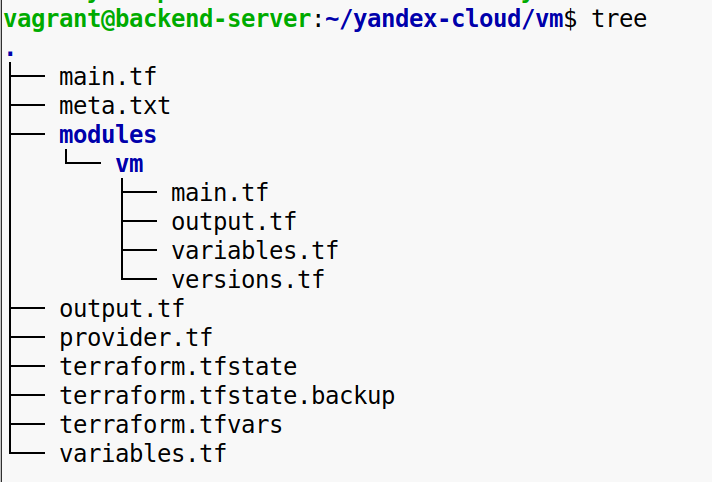 vagrant@backend-server:~/yandex-cloud/vm$ tree
.
├── main.tf
├── meta.txt
├── modules
│   └── vm
│       ├── main.tf
│       ├── output.tf
│       ├── variables.tf
│       └── versions.tf
├── output.tf
├── provider.tf
├── terraform.tfstate
├── terraform.tfstate.backup
├── terraform.tfvars
└── variables.tf